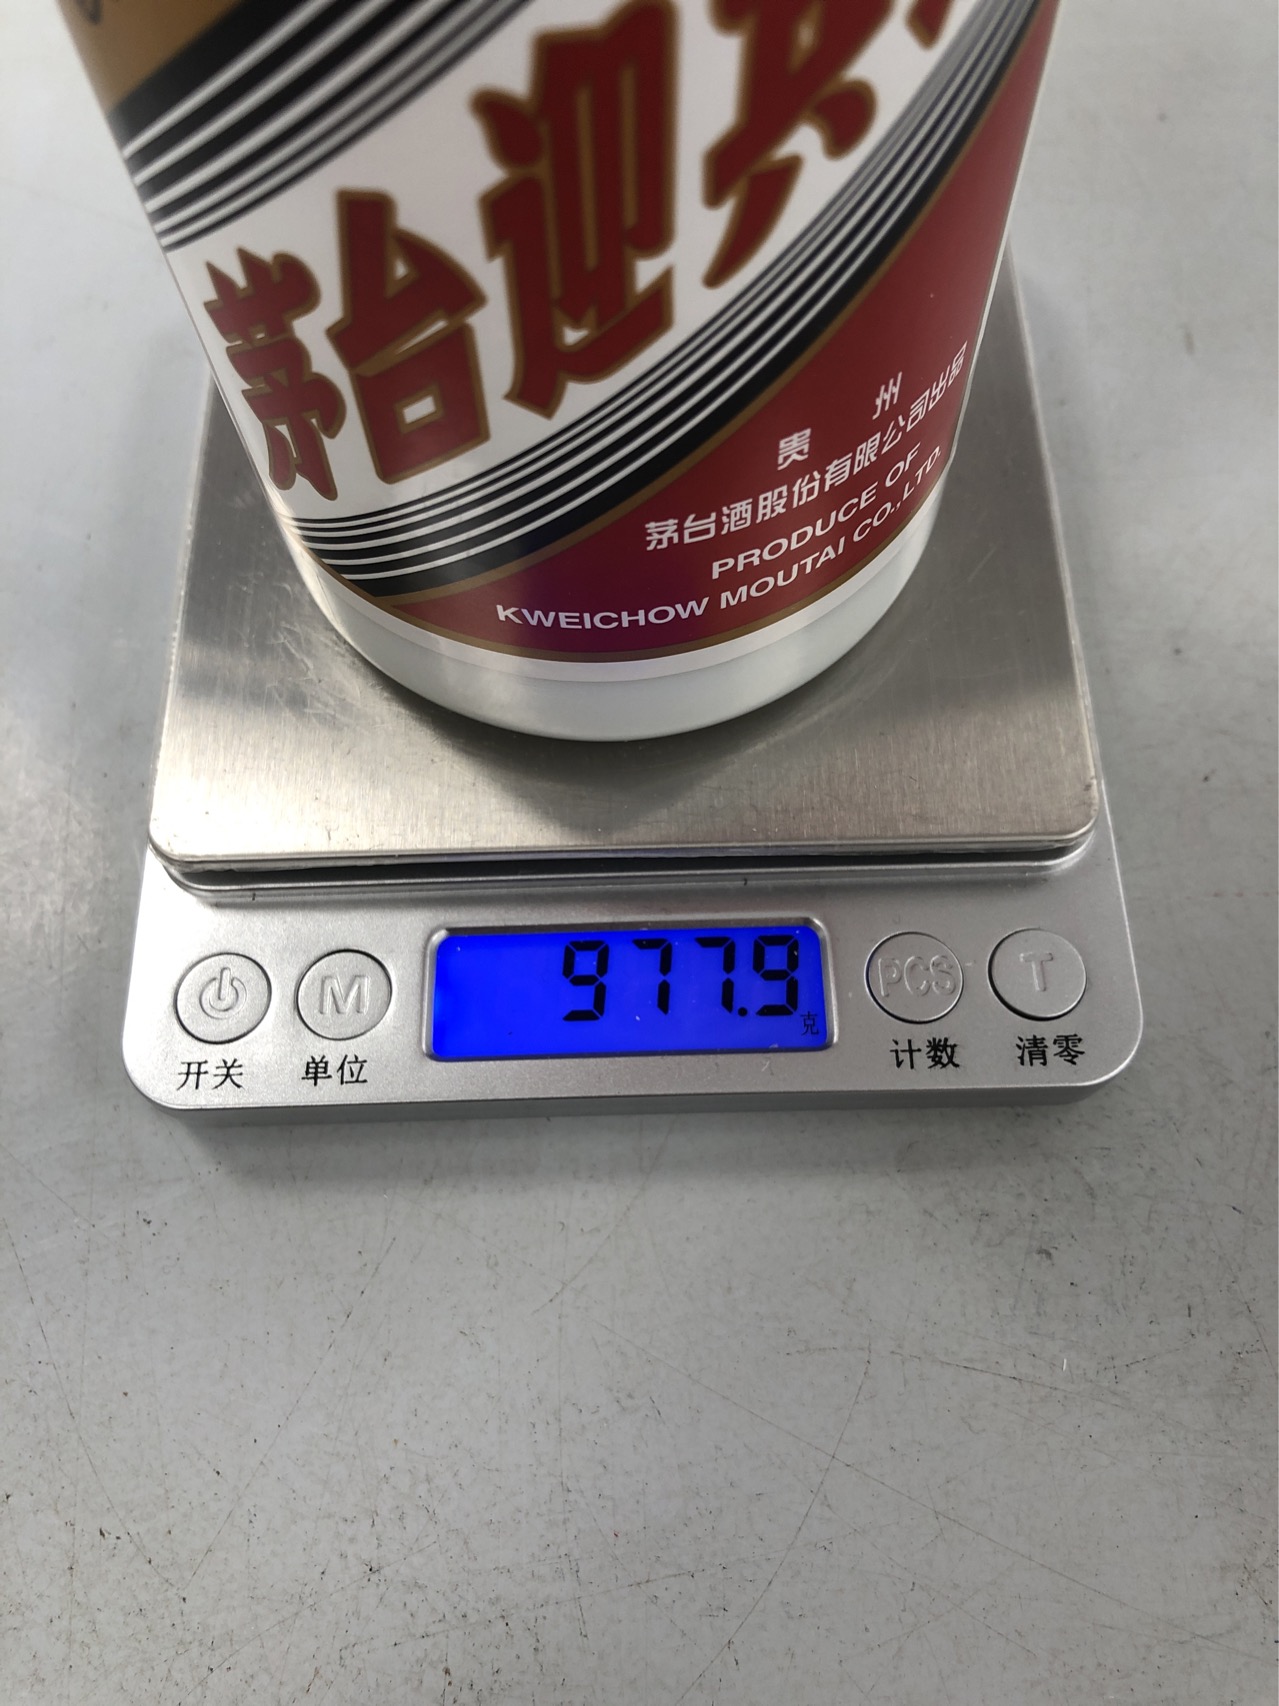 茅台迎宾
贵州
茅台酒股份有限公司出品
PRODUCE OF
KWEICHOW MOUTAI CO.,LTD.
M
977.9
克
PCS
T
开关
单位
计数
清零